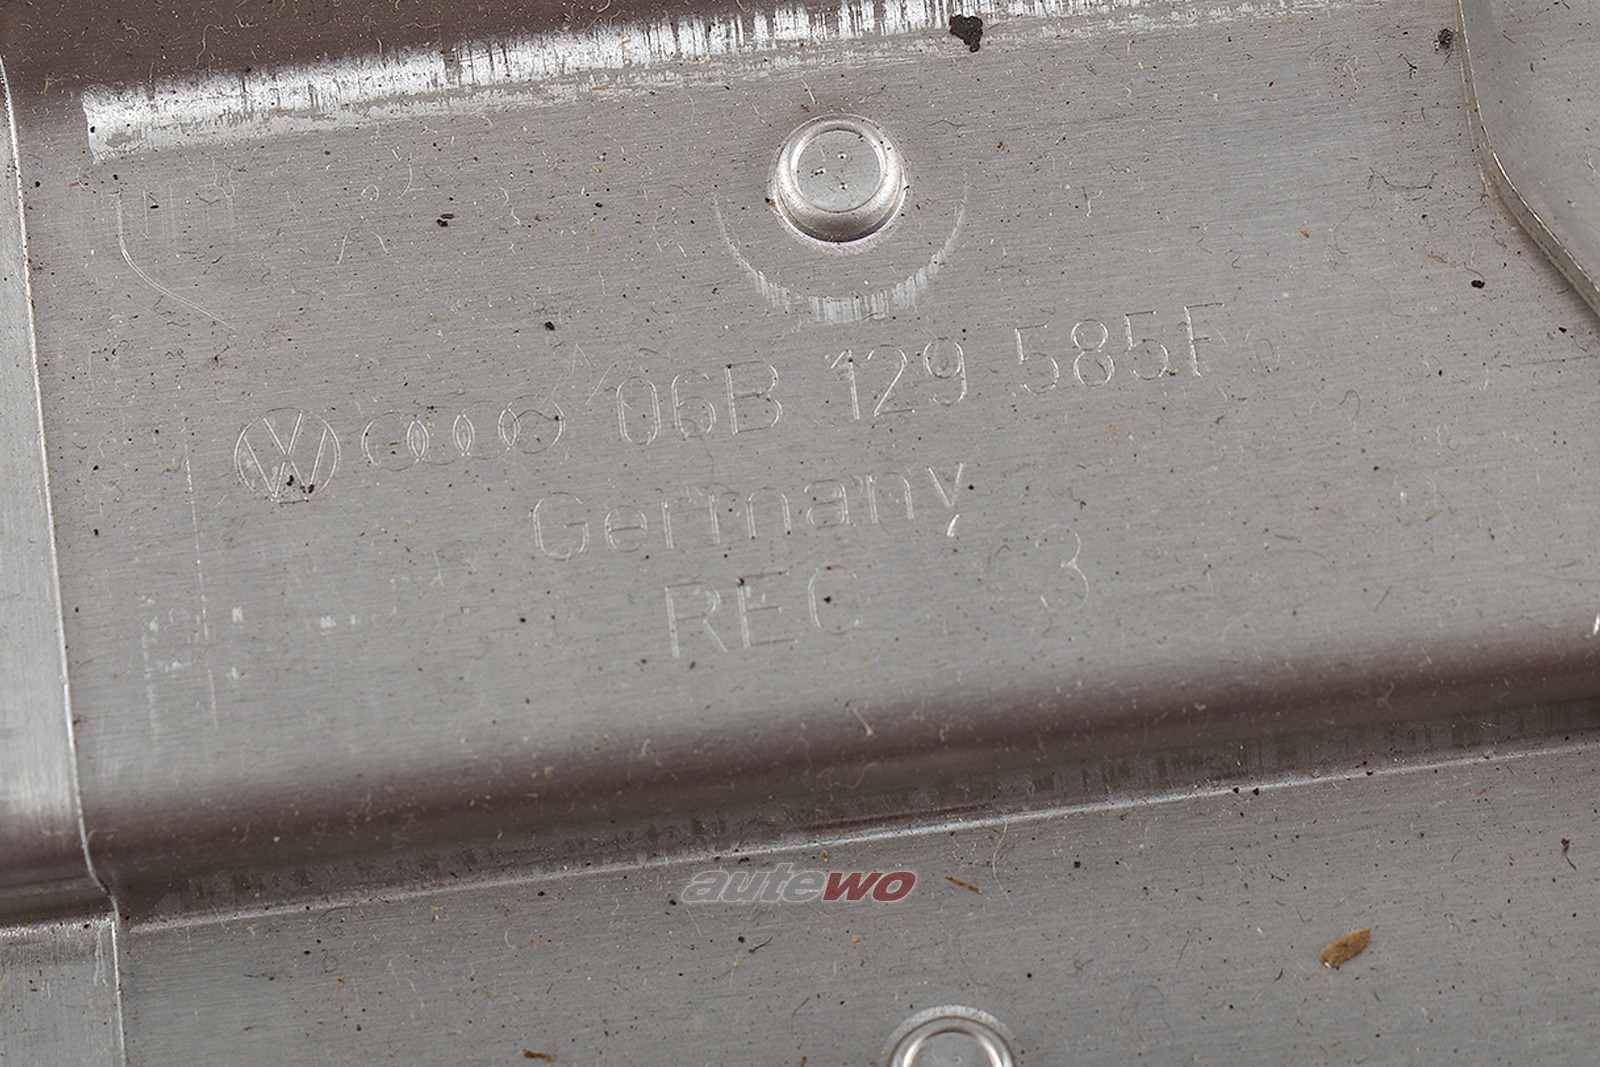 06B 129 585F
Germany
REC 3
autewo